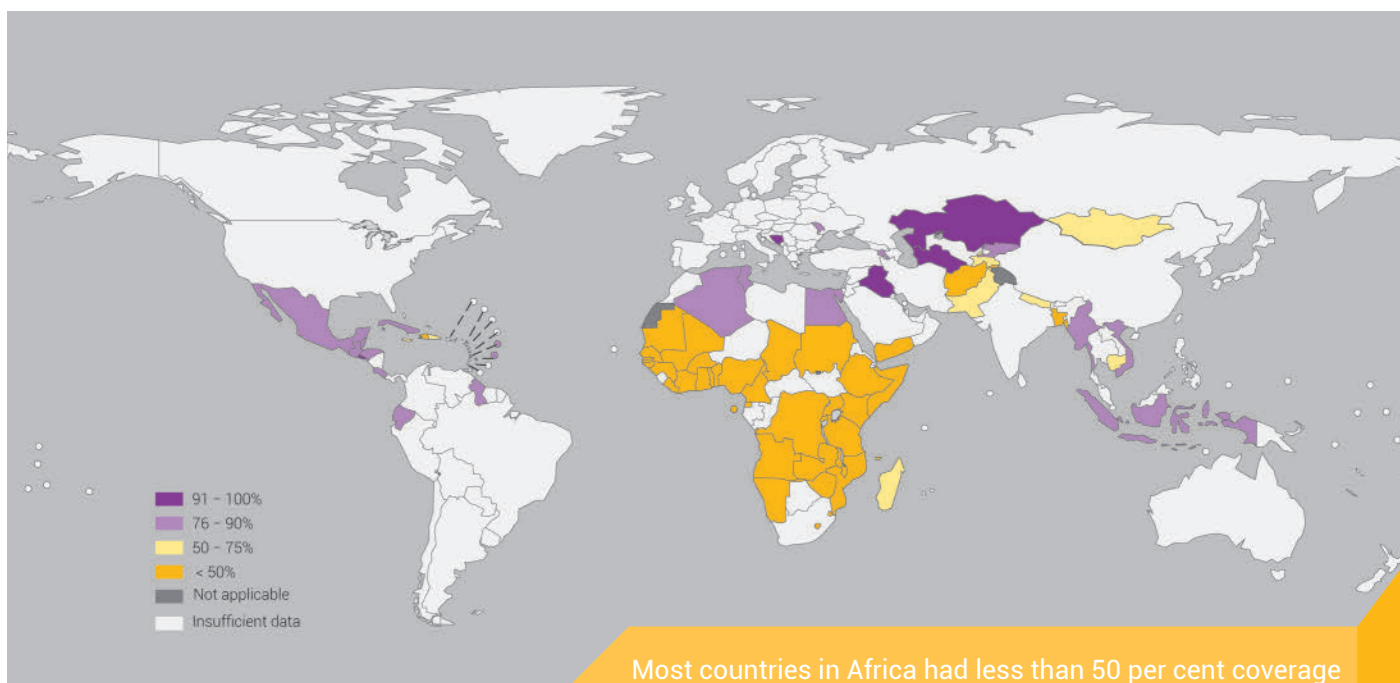 91 – 100%
76 – 90%
50 – 75%
< 50%
Not applicable
Insufficient data
Most countries in Africa had less than 50 per cent coverage